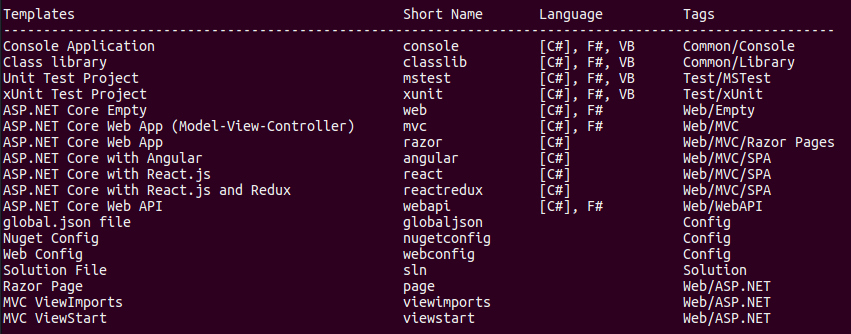 Templates                                         Short Name       Language          Tags
--------------------------------------------------------------------------------------------------------
Console Application                               console          [C#], F#, VB      Common/Console
Class library                                     classlib         [C#], F#, VB      Common/Library
Unit Test Project                                 mstest           [C#], F#, VB      Test/MSTest
xUnit Test Project                                xunit            [C#], F#, VB      Test/xUnit
ASP.NET Core Empty                                web              [C#], F#          Web/Empty
ASP.NET Core Web App (Model-View-Controller)      mvc              [C#], F#          Web/MVC
ASP.NET Core Web App                              razor            [C#]              Web/MVC/Razor Pages
ASP.NET Core with Angular                         angular          [C#]              Web/MVC/SPA
ASP.NET Core with React.js                        react            [C#]              Web/MVC/SPA
ASP.NET Core with React.js and Redux              reactredux       [C#]              Web/MVC/SPA
ASP.NET Core Web API                              webapi           [C#], F#          Web/WebAPI
global.json file                                  globaljson                         Config
Nuget Config                                      nugetconfig                        Config
Web Config                                        webconfig                          Config
Solution File                                     sln                                Solution
Razor Page                                        page                               Web/ASP.NET
MVC ViewImports                                   viewimports                        Web/ASP.NET
MVC ViewStart                                     viewstart                          Web/ASP.NET